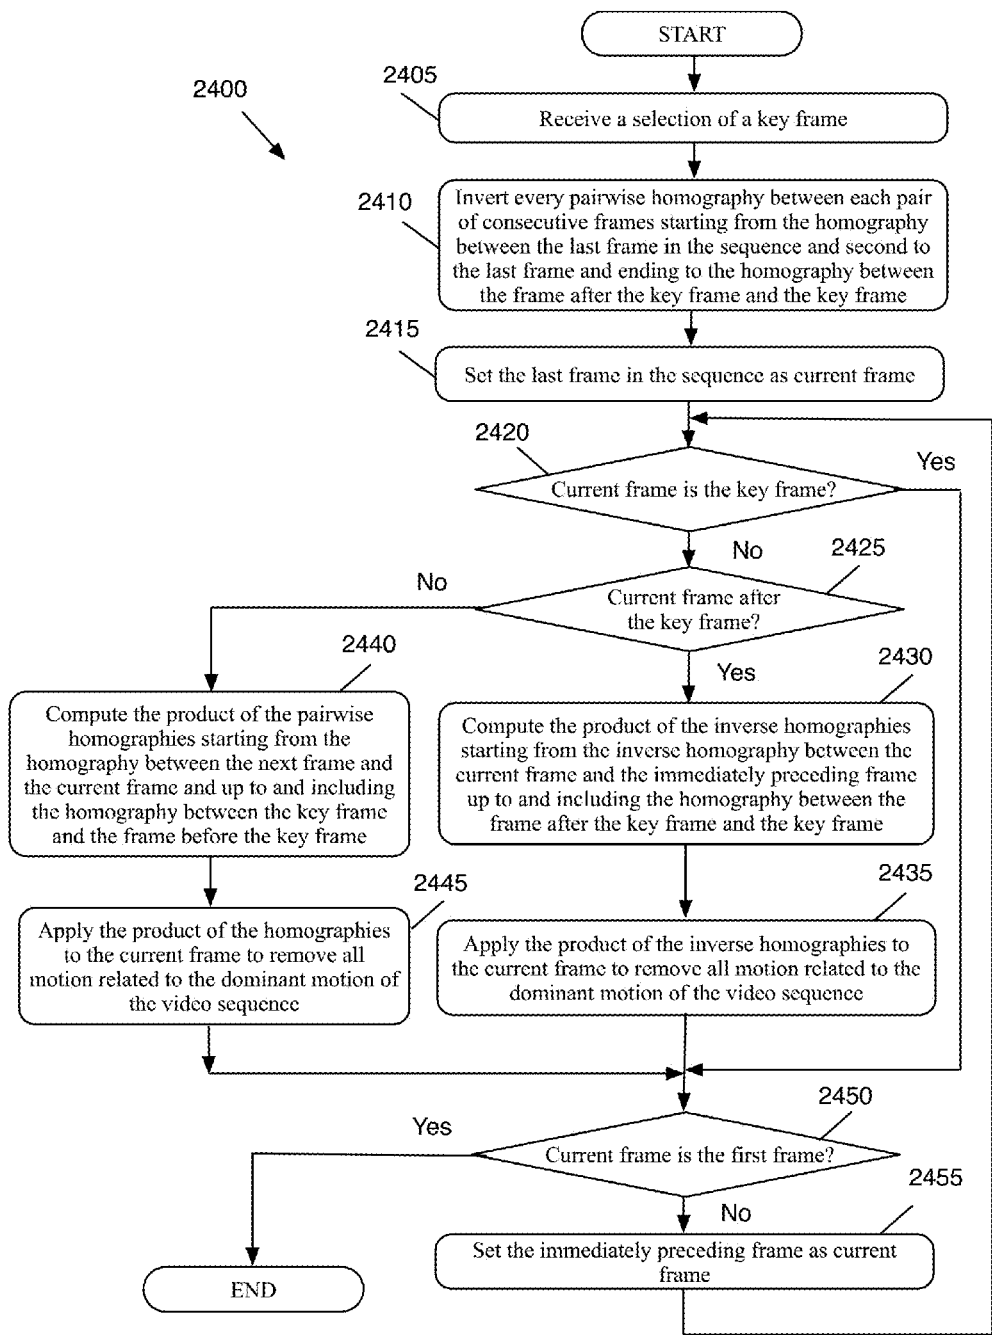 START
2400
2405
Receive a selection of a key frame
2410
Invert every pairwise homography between each pair
of consecutive frames starting from the homography
between the last frame in the sequence and second to
the last frame and ending to the homography between
the frame after the key frame and the key frame
2415
Set the last frame in the sequence as current frame
2420
Yes
Current frame is the key frame?
No
2425
No
Current frame after
the key frame?
2440
Yes
2430
Compute the product of the pairwise
homographies starting from the
homography between the next frame and
the current frame and up to and including
the homography between the key frame
and the frame before the key frame
Compute the product of the inverse homographies
starting from the inverse homography between the
current frame and the immediately preceding frame
up to and including the homography between the
frame after the key frame and the key frame
2445
Apply the product of the homographies
to the current frame to remove all
motion related to the dominant motion of
the video sequence
2435
Apply the product of the inverse homographies to
the current frame to remove all motion related to the
dominant motion of the video sequence
2450
Yes
Current frame is the first frame?
No
2455
Set the immediately preceding frame as current
frame
END